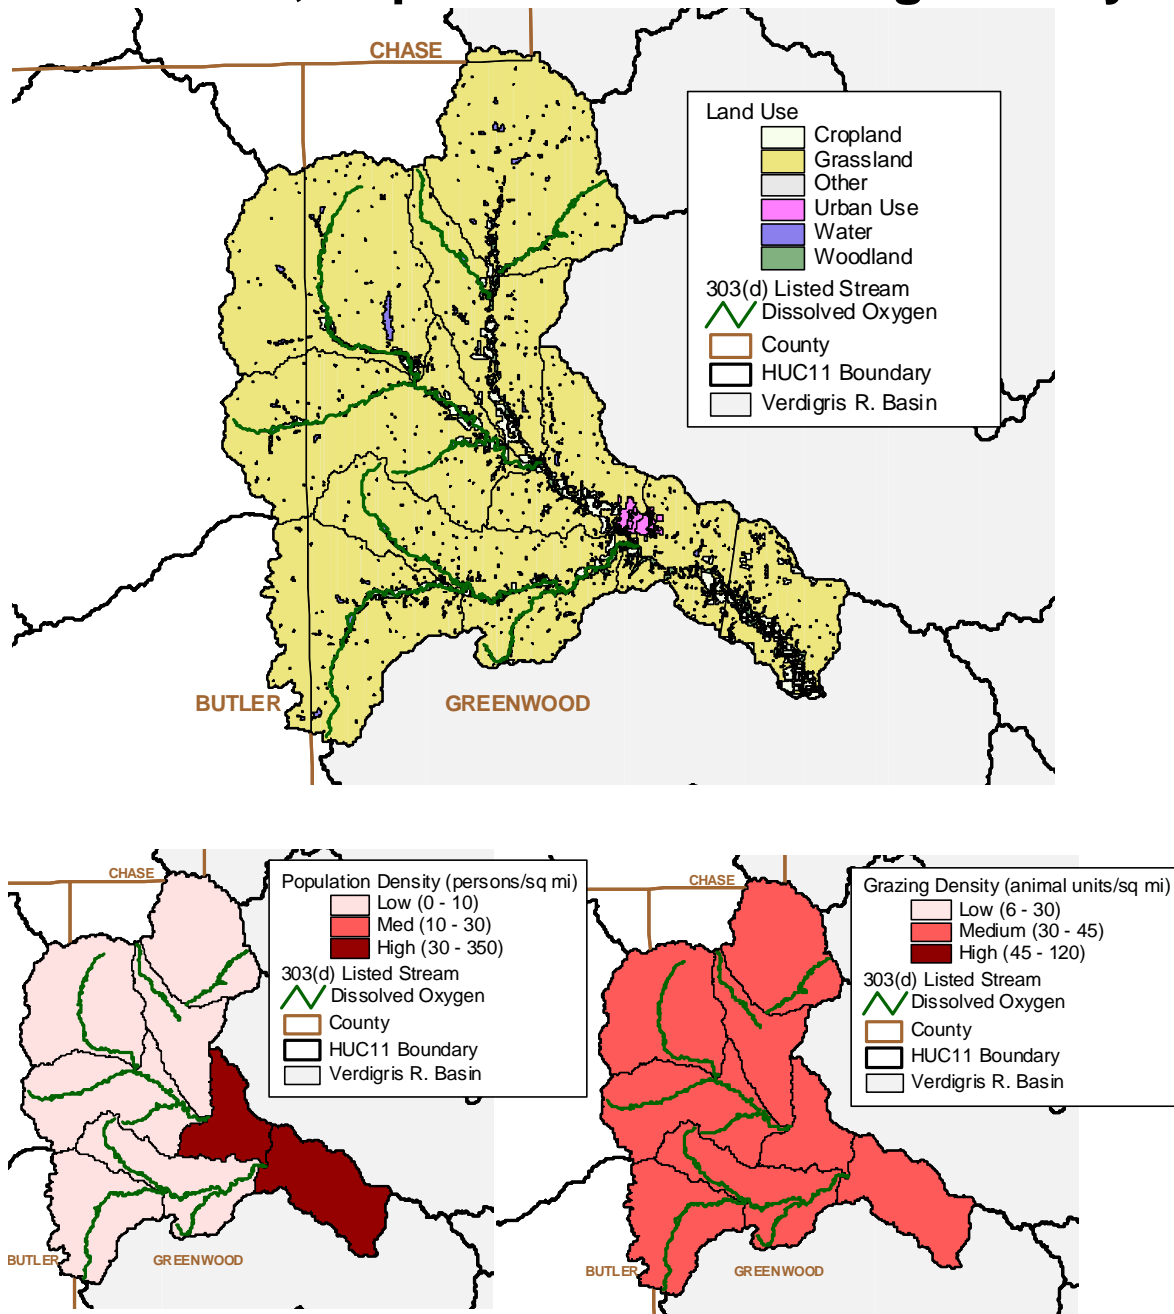 CHASE
Land Use
Cropland
Grassland
Other
Urban Use
Water
Woodland
303(d) Listed Stream
Dissolved Oxygen
County
HUC11 Boundary
Verdigris R. Basin
BUTLER
GREENWOOD
CHASE
Population Density (persons/sq mi)
Low (0 - 10)
Med (10 - 30)
High (30 - 350)
303(d) Listed Stream
Dissolved Oxygen
County
HUC11 Boundary
Verdigris R. Basin
BUTLER
GREENWOOD
CHASE
Grazing Density (animal units/sq mi)
Low (6 - 30)
Medium (30 - 45)
High (45 - 120)
303(d) Listed Stream
Dissolved Oxygen
County
HUC11 Boundary
Verdigris R. Basin
BUTLER
GREENWOOD